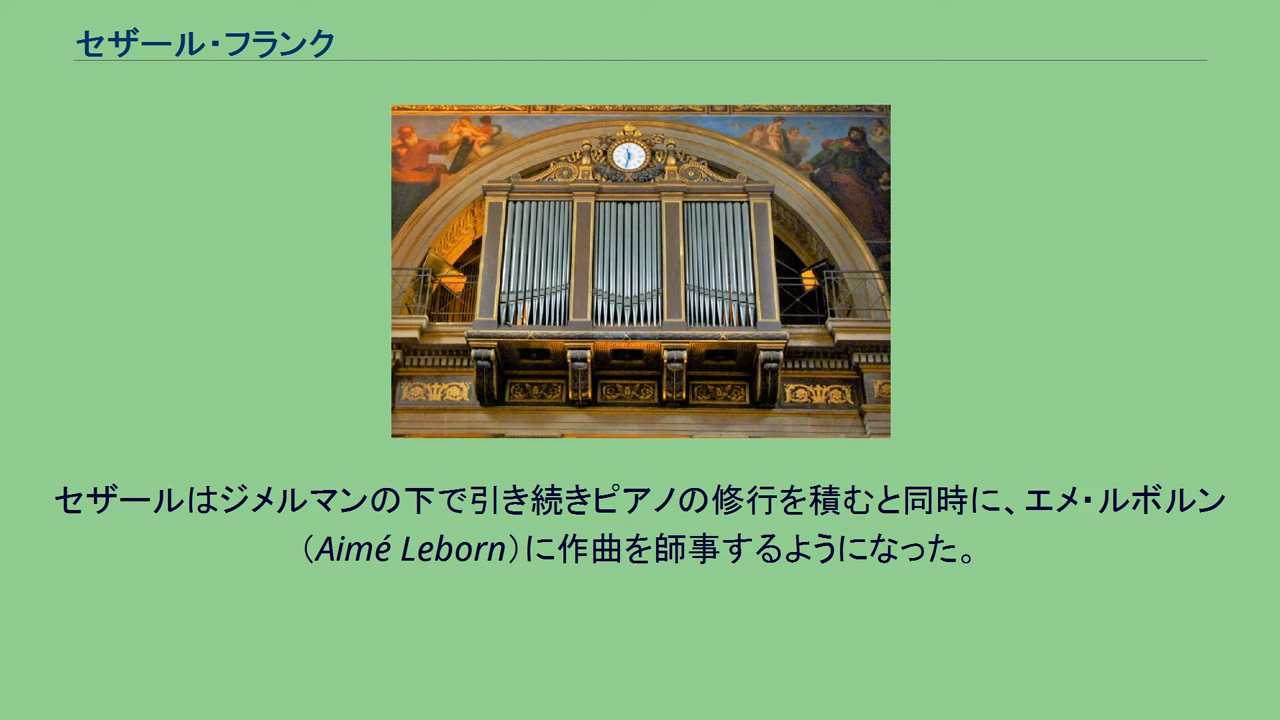 セザール・フランク
セザールはジメルマンの下で引き続きピアノの修行を積むと同時に、エメ・ルボルン
（Aimé Leborn）に作曲を師事するようになった。